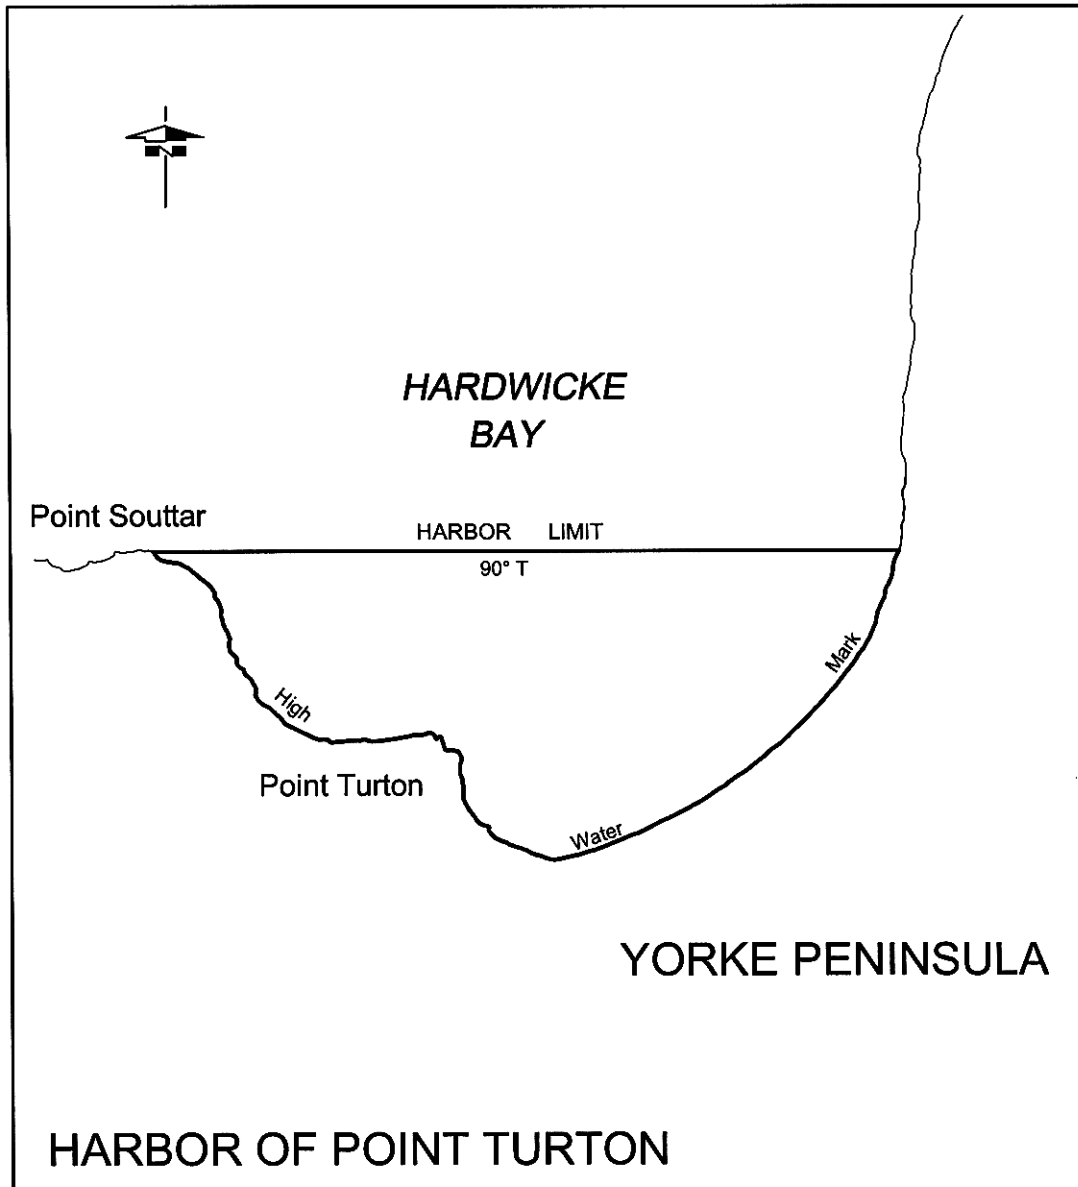 N
HARDWICKE
BAY
Point Souttar
HARBOR LIMIT
90° T
Mark
High
Point Turton
Water
YORKE PENINSULA
HARBOR OF POINT TURTON